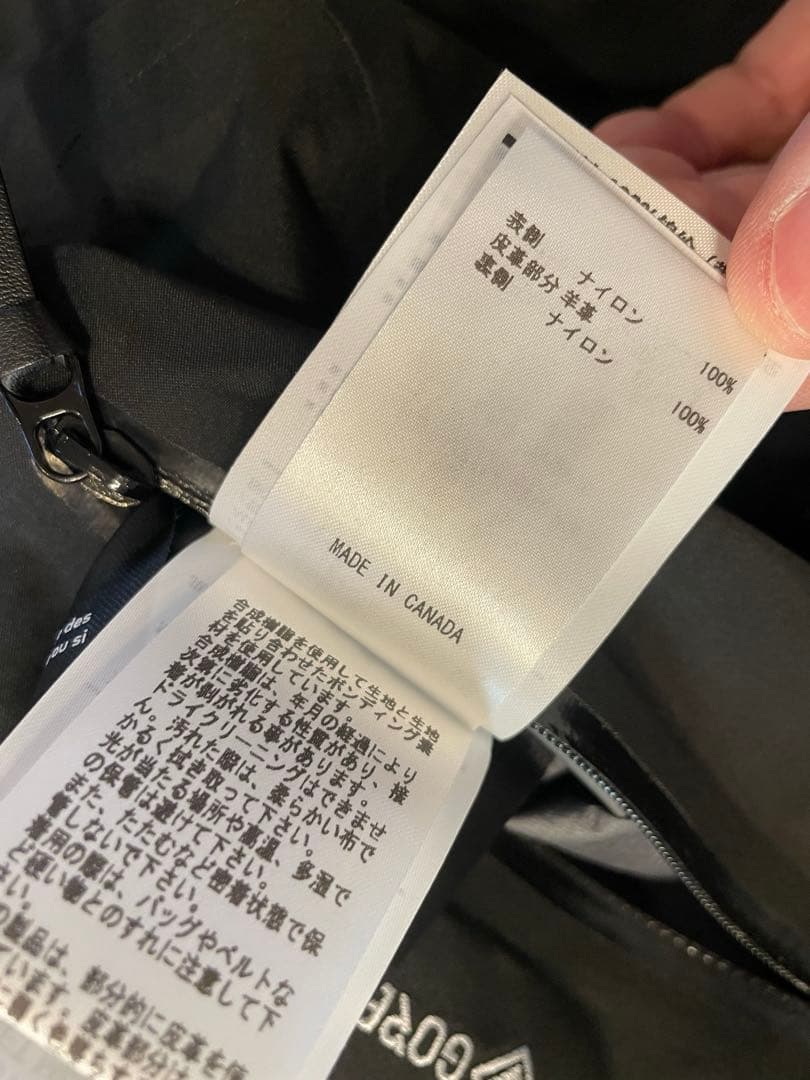 表側 ナイロン 100%
皮革部分 羊革
裏側 ナイロン 100%
MADE IN CANADA
合成樹脂を使用して生地と生地
を貼り合わせたボンディング素
材を使用しています。
合成樹脂は、年月の経過により
次第に劣化する性質があり、接
着が剥がれる事があります。
ドライクリーニングはできませ
ん。汚れた際は、柔らかい布で
かるく拭き取って下さい。
光が当たる場所や高温、多湿で
の保管は避けて下さい。
また、たたむなど密着状態で保
管しないで下さい。
着用の際は、バッグやベルトな
ど硬い物とのすれに注意して下
さい。
の製品は、部分的に皮革を使
ています。皮革部分は
des
ou si
GORE